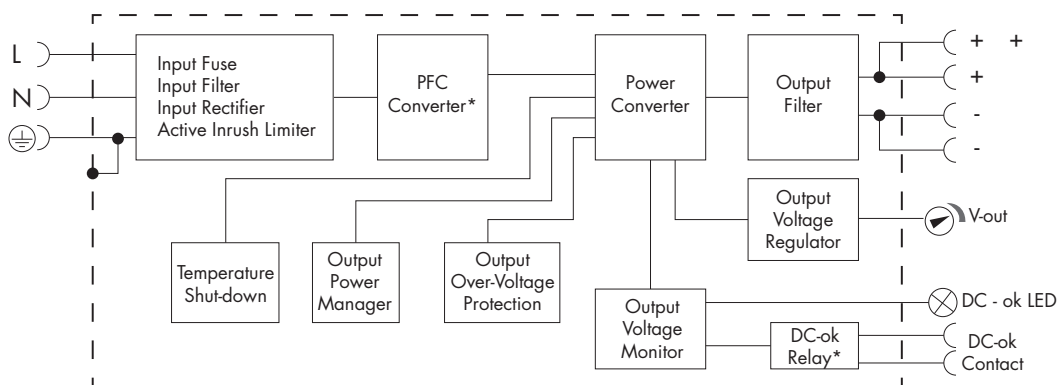 L
N
Input Fuse
Input Filter
Input Rectifier
Active Inrush Limiter
PFC
Converter*
Power
Converter
Output
Filter
+ +
+
-
-
Output
Voltage
Regulator
V-out
Temperature
Shut-down
Output
Power
Manager
Output
Over-Voltage
Protection
Output
Voltage
Monitor
DC - ok LED
DC-ok
Relay*
DC-ok
Contact